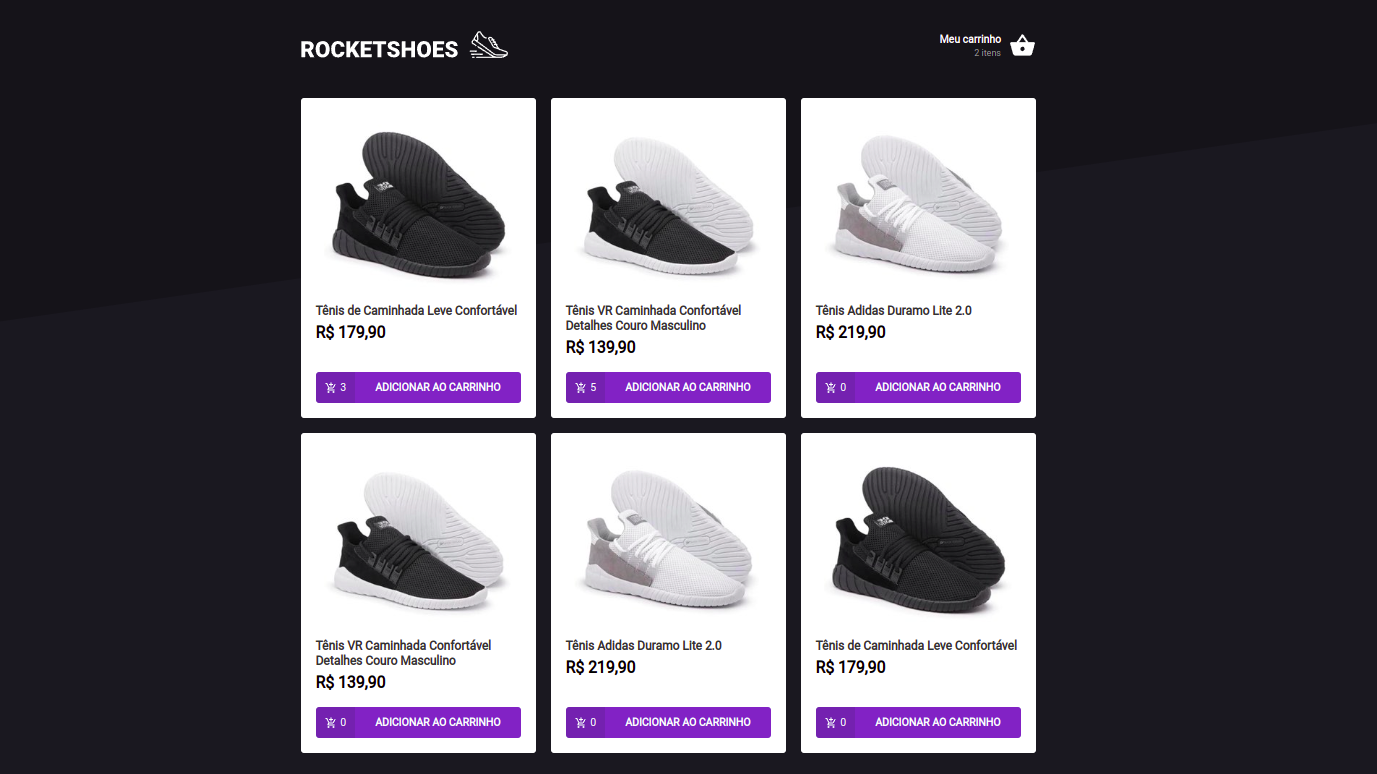 ROCKETSHOES
Meu carrinho
2 itens
Tênis de Caminhada Leve Confortável
R$ 179,90
3 ADICIONAR AO CARRINHO
Tênis VR Caminhada Confortável
Detalhes Couro Masculino
R$ 139,90
5 ADICIONAR AO CARRINHO
Tênis Adidas Duramo Lite 2.0
R$ 219,90
0 ADICIONAR AO CARRINHO
Tênis VR Caminhada Confortável
Detalhes Couro Masculino
R$ 139,90
0 ADICIONAR AO CARRINHO
Tênis Adidas Duramo Lite 2.0
R$ 219,90
0 ADICIONAR AO CARRINHO
Tênis de Caminhada Leve Confortável
R$ 179,90
0 ADICIONAR AO CARRINHO